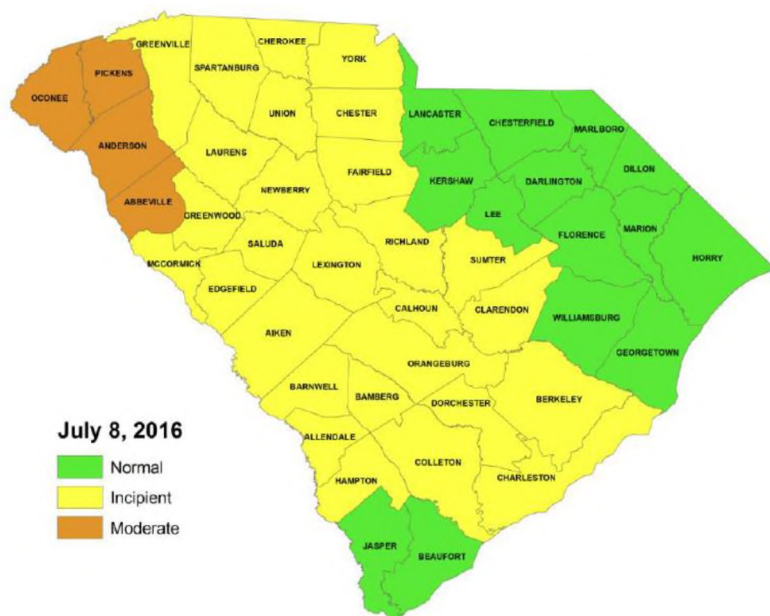 CHEROKEE
GREENVILLE
YORK
SPARTANBURG
PICKENS
OCONEE
UNION
CHESTER
LANCASTER
CHESTERFIELD
MARLBORO
ANDERSON
LAURENS
DILLON
FAIRFIELD
KERSHAW
DARLINGTON
NEWBERRY
ABBEVILLE
GREENWOOD
LEE
MARION
FLORENCE
SALUDA
RICHLAND
HORRY
MCCORMICK
LEXINGTON
SUMTER
EDGEFIELD
CALHOUN
CLARENDON
WILLIAMSBURG
AIKEN
GEORGETOWN
ORANGEBURG
BARNWELL
BAMBERG
DORCHESTER
BERKELEY
ALLENDALE
COLLETON
CHARLESTON
HAMPTON
JASPER
BEAUFORT
July 8, 2016
Normal
Incipient
Moderate